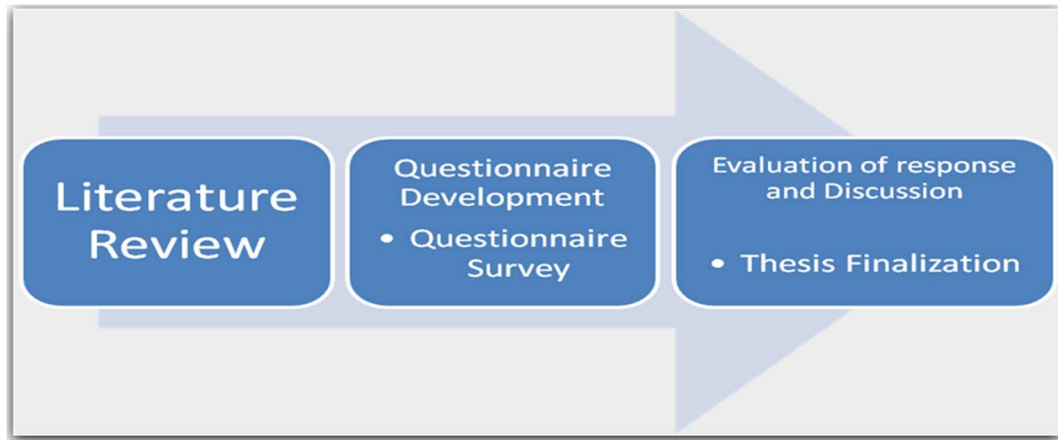 Literature
Review
Questionnaire
Development
• Questionnaire
Survey
Evaluation of response
and Discussion
• Thesis Finalization